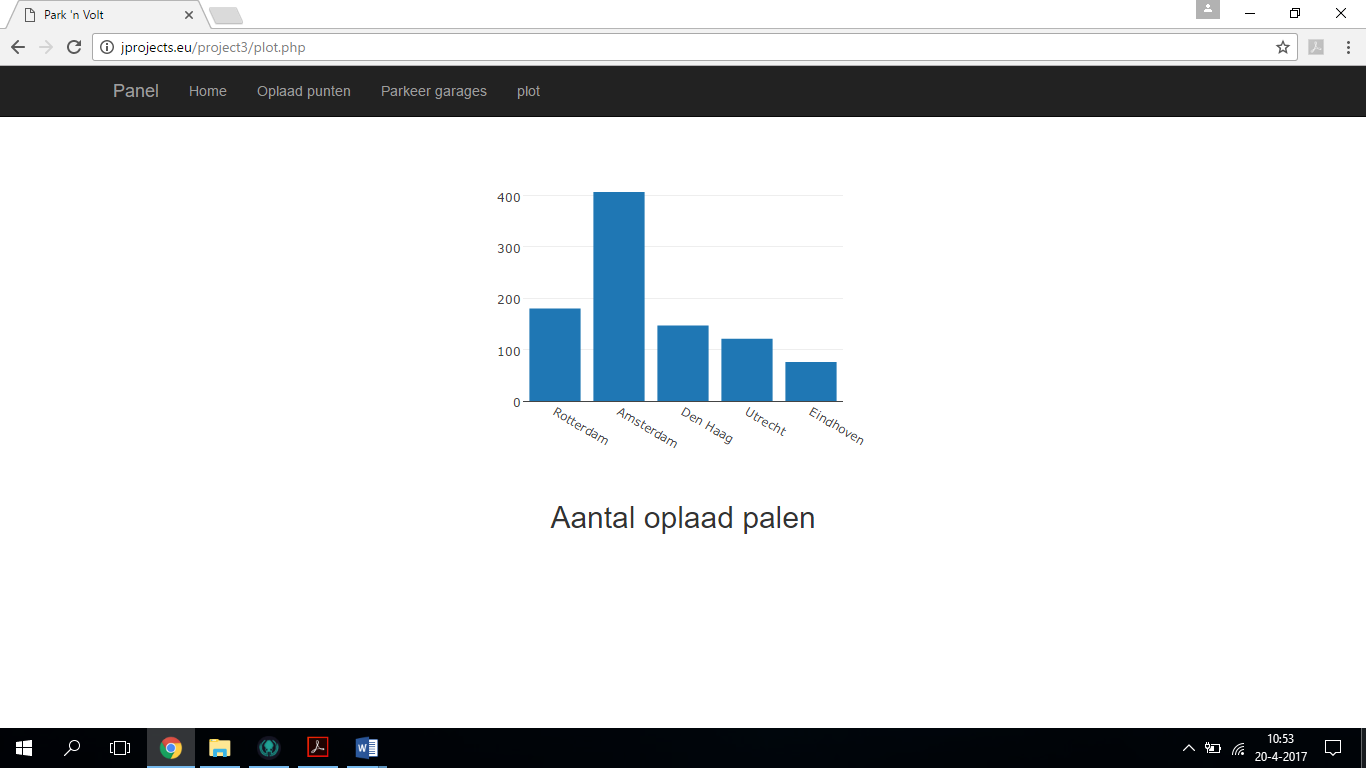 Park 'n Volt
jprojects.eu/project3/plot.php
Panel Home Oplaad punten Parkeer garages plot
400
300
200
100
0
Rotterdam Amsterdam Den Haag Utrecht Eindhoven
Aantal oplaad palen
10:53
20-4-2017